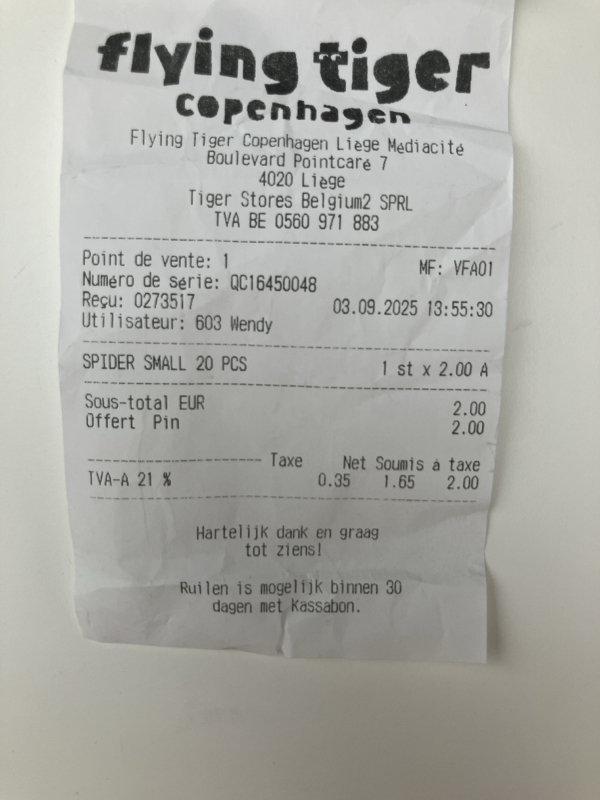 flying tiger
copenhagen
Flying Tiger Copenhagen Liège Médiacité
Boulevard Pointcaré 7
4020 Liège
Tiger Stores Belgium2 SPRL
TVA BE 0560 971 883
Point de vente: 1 MF: VFA01
Numéro de série: QC16450048
Reçu: 0273517 03.09.2025 13:55:30
Utilisateur: 603 Wendy
SPIDER SMALL 20 PCS 1 st x 2.00 A
Sous-total EUR 2.00
Offert Pin 2.00
Taxe Net Soumis à taxe
TVA-A 21 % 0.35 1.65 2.00
Hartelijk dank en graag
tot ziens!
Ruilen is mogelijk binnen 30
dagen met Kassabon.